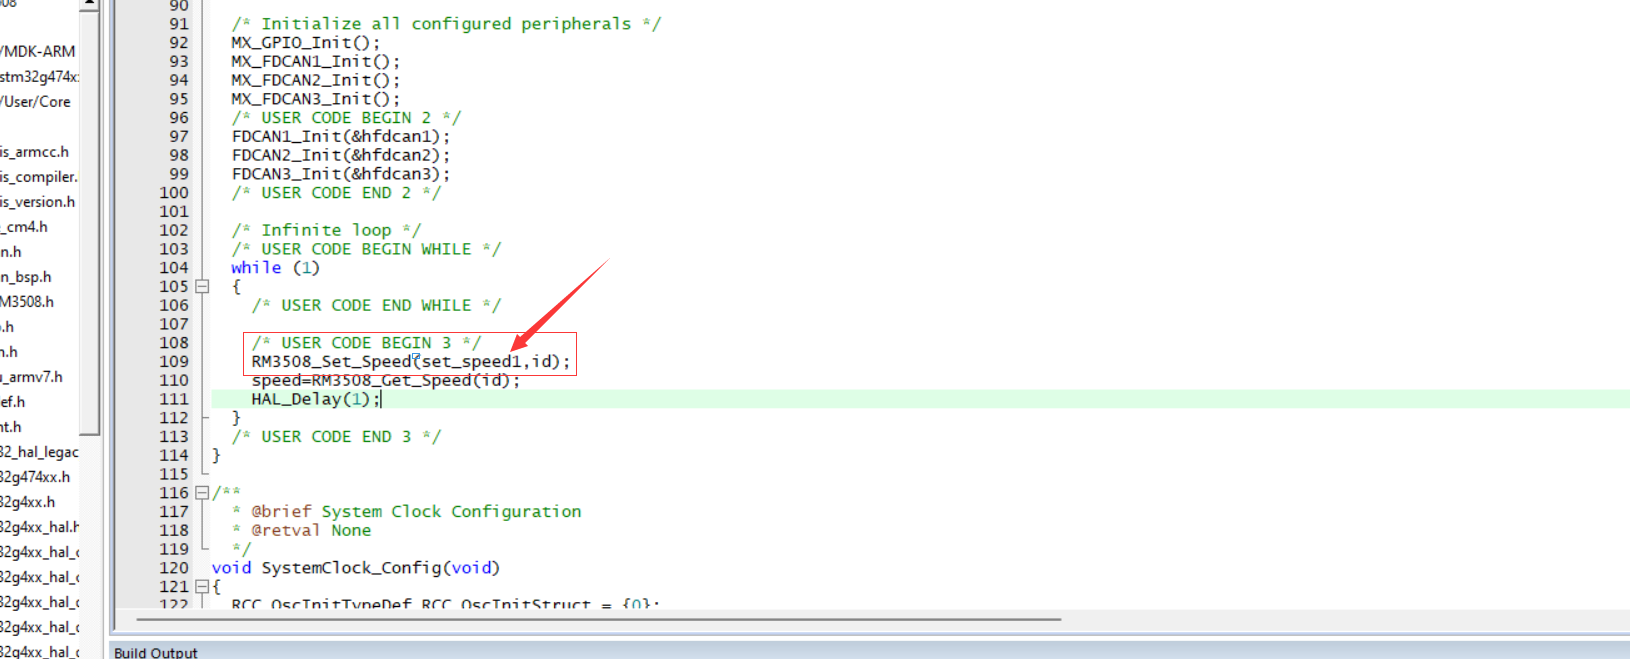 /MDK-ARM
stm32g474x
/User/Core
is_armcc.h
is_compiler.
is_version.h
_cm4.h
n.h
n_bsp.h
M3508.h
.h
n.h
u_armv7.h
ef.h
nt.h
32_hal_legac
32g474xx.h
32g4xx.h
32g4xx_hal.h
32g4xx_hal_c
32g4xx_hal_c
32g4xx_hal_c
32g4xx_hal_c
32g4xx_hal_c
90
91 /* Initialize all configured peripherals */
92 MX_GPIO_Init();
93 MX_FDCAN1_Init();
94 MX_FDCAN2_Init();
95 MX_FDCAN3_Init();
96 /* USER CODE BEGIN 2 */
97 FDCAN1_Init(&hfdcan1);
98 FDCAN2_Init(&hfdcan2);
99 FDCAN3_Init(&hfdcan3);
100 /* USER CODE END 2 */
101
102 /* Infinite loop */
103 /* USER CODE BEGIN WHILE */
104 while (1)
105 {
106 /* USER CODE END WHILE */
107
108 /* USER CODE BEGIN 3 */
109 RM3508_Set_Speed(set_speed1,id);
110 speed=RM3508_Get_Speed(id);
111 HAL_Delay(1);
112 }
113 /* USER CODE END 3 */
114 }
115
116 /**
117 * @brief System Clock Configuration
118 * @retval None
119 */
120 void SystemClock_Config(void)
121 {
122 RCC_OscInitTypeDef RCC_OscInitStruct = {0};
Build Output